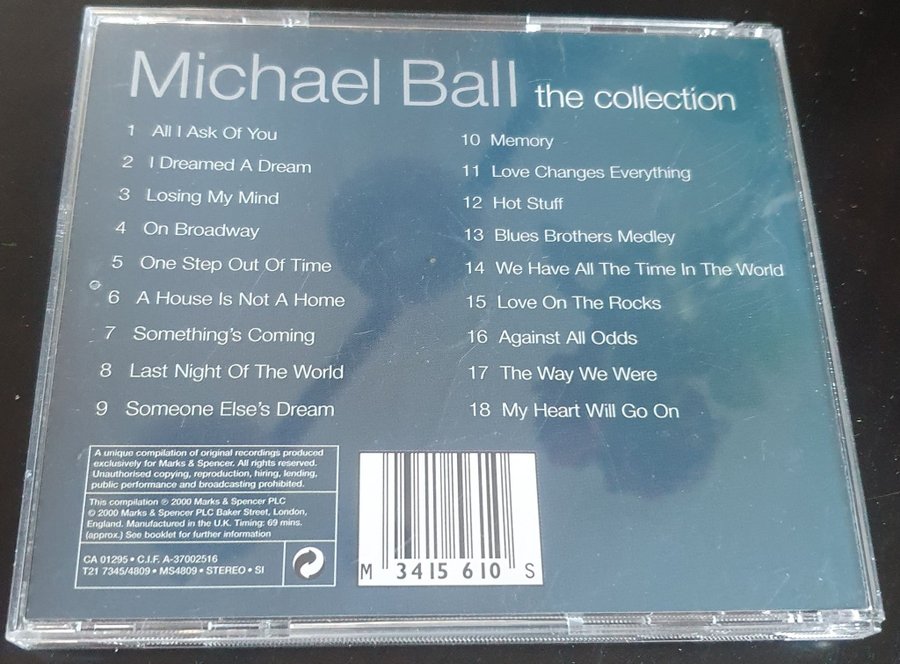 Michael Ball the collection
1 All I Ask Of You
2 I Dreamed A Dream
3 Losing My Mind
4 On Broadway
5 One Step Out Of Time
6 A House Is Not A Home
7 Something's Coming
8 Last Night Of The World
9 Someone Else's Dream
10 Memory
11 Love Changes Everything
12 Hot Stuff
13 Blues Brothers Medley
14 We Have All The Time In The World
15 Love On The Rocks
16 Against All Odds
17 The Way We Were
18 My Heart Will Go On
A unique compilation of original recordings produced
exclusively for Marks & Spencer. All rights reserved.
Unauthorised copying, reproduction, hiring, lending,
public performance and broadcasting prohibited.
This compilation ℗ 2000 Marks & Spencer PLC
© 2000 Marks & Spencer PLC Baker Street, London,
England. Manufactured in the U.K. Timing: 69 mins.
(approx.) See booklet for further information
CA 01295 • C.I.F. A-37002516
T21 7345/4809 • MS4809 • STEREO • SI
M 3415 610 S